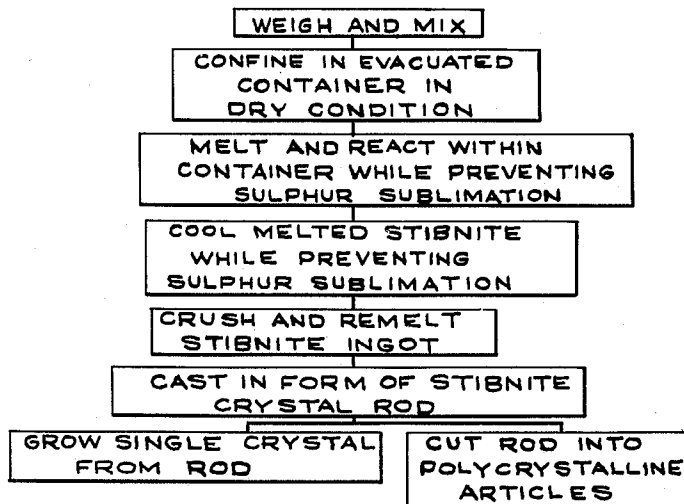 WEIGH AND MIX
CONFINE IN EVACUATED
CONTAINER IN
DRY CONDITION
MELT AND REACT WITHIN
CONTAINER WHILE PREVENTING
SULPHUR SUBLIMATION
COOL MELTED STIBNITE
WHILE PREVENTING
SULPHUR SUBLIMATION
CRUSH AND REMELT
STIBNITE INGOT
CAST IN FORM OF STIBNITE
CRYSTAL ROD
GROW SINGLE CRYSTAL
FROM ROD
CUT ROD INTO
POLYCRYSTALLINE
ARTICLES